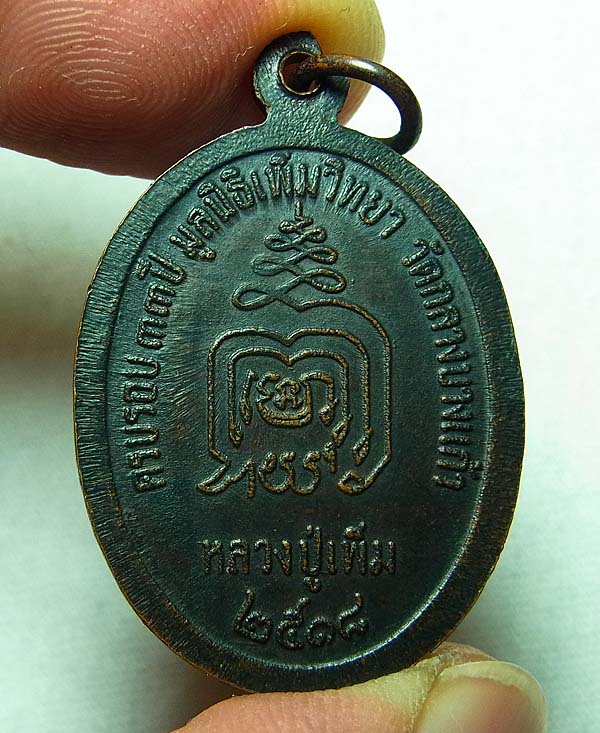 ครบรอบ ๓๓ปี มูลนิธิเพิ่มวิทยา วัดกลางบางแก้ว
หลวงปู่เพิ่ม
๒๕๑๘